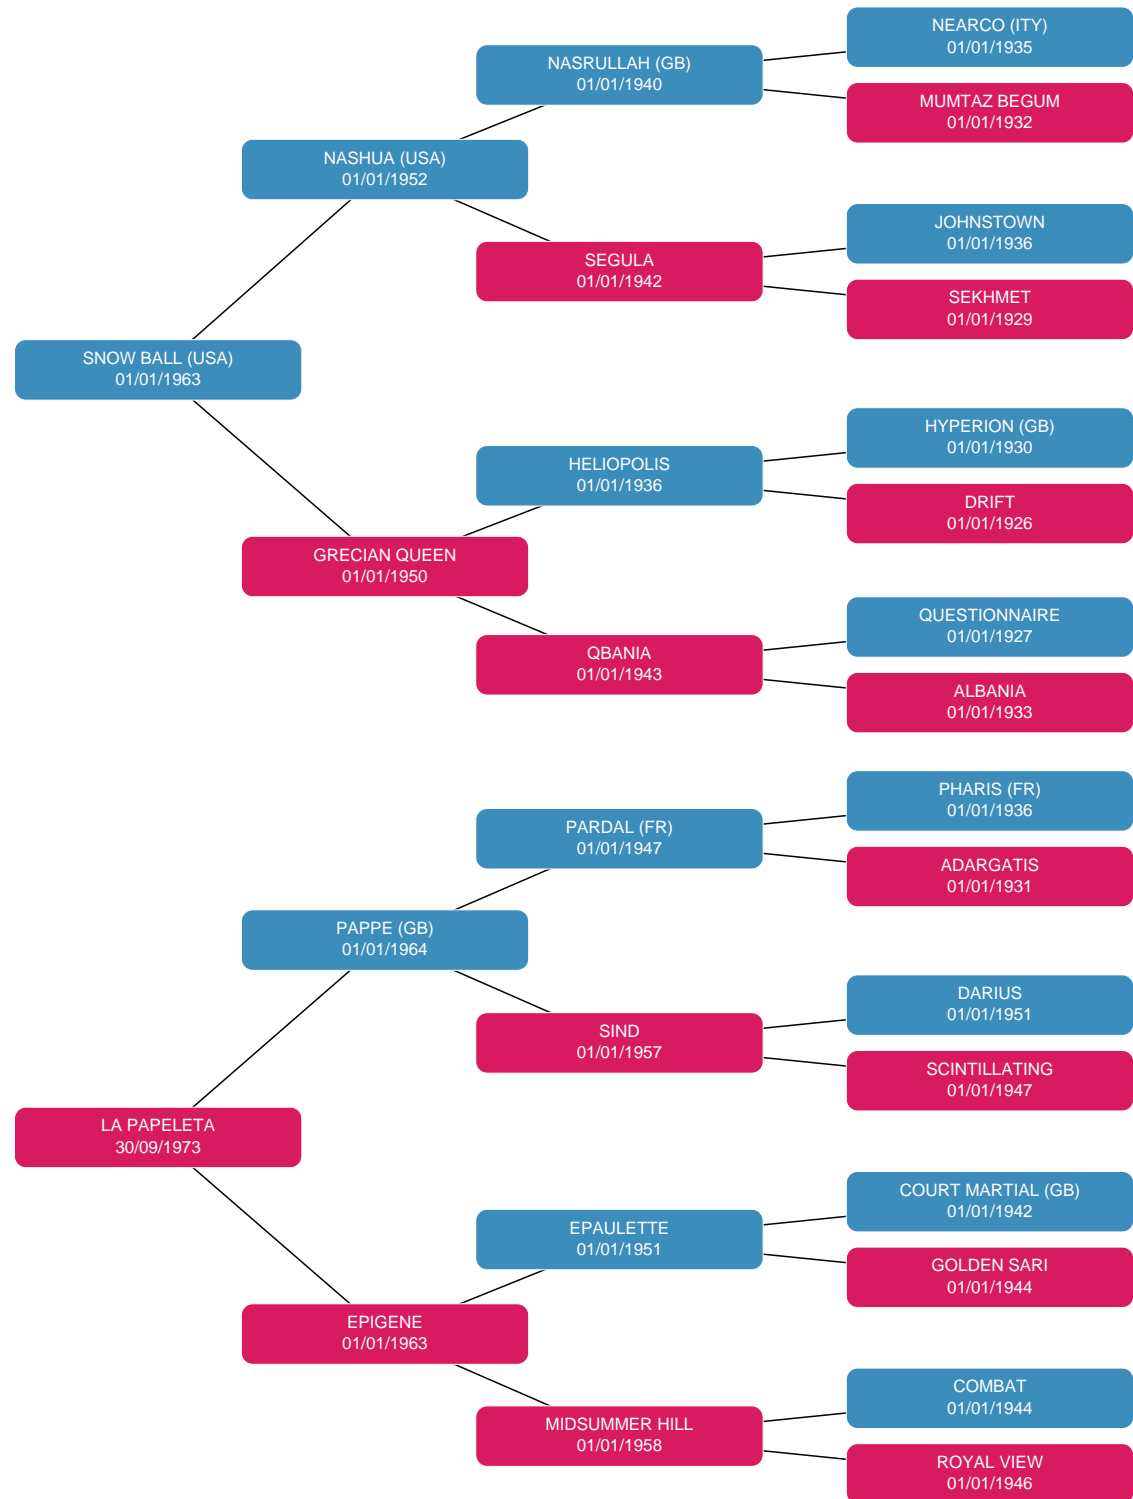 NEARCO (ITY)
01/01/1935
NASRULLAH (GB)
01/01/1940
MUMTAZ BEGUM
01/01/1932
NASHUA (USA)
01/01/1952
JOHNSTOWN
01/01/1936
SEGULA
01/01/1942
SEKHMET
01/01/1929
SNOW BALL (USA)
01/01/1963
HYPERION (GB)
01/01/1930
HELIOPOLIS
01/01/1936
DRIFT
01/01/1926
GRECIAN QUEEN
01/01/1950
QUESTIONNAIRE
01/01/1927
QBANIA
01/01/1943
ALBANIA
01/01/1933
PHARIS (FR)
01/01/1936
PARDAL (FR)
01/01/1947
ADARGATIS
01/01/1931
PAPPE (GB)
01/01/1964
DARIUS
01/01/1951
SIND
01/01/1957
SCINTILLATING
01/01/1947
LA PAPELETA
30/09/1973
COURT MARTIAL (GB)
01/01/1942
EPAULETTE
01/01/1951
GOLDEN SARI
01/01/1944
EPIGENE
01/01/1963
COMBAT
01/01/1944
MIDSUMMER HILL
01/01/1958
ROYAL VIEW
01/01/1946